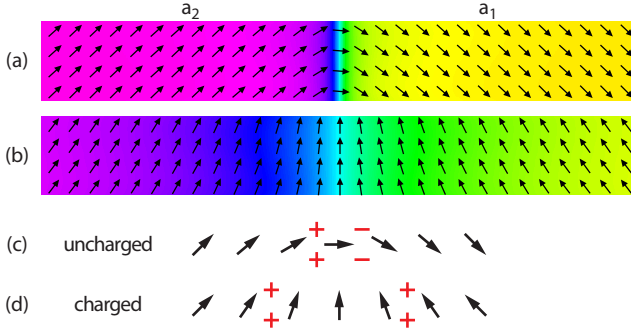 a2 a1
(a)
(b)
+ −
(c) uncharged
+ −
+ +
(d) charged
+ +